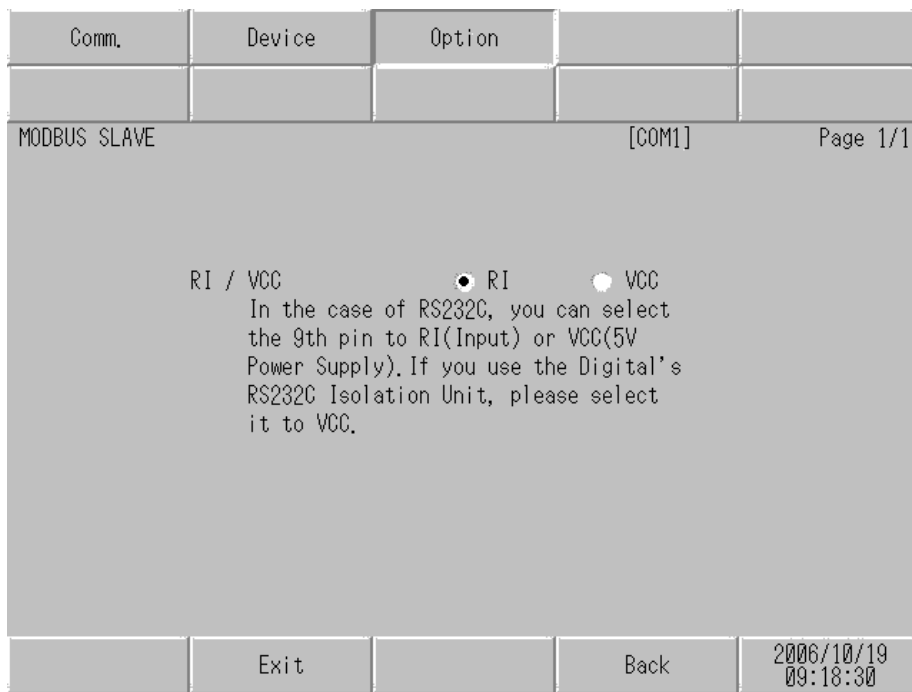 Comm. Device Option
MODBUS SLAVE [COM1] Page 1/1
RI / VCC RI VCC
In the case of RS232C, you can select
the 9th pin to RI(Input) or VCC(5V
Power Supply).If you use the Digital's
RS232C Isolation Unit, please select
it to VCC.
Exit Back 2006/10/19
09:18:30